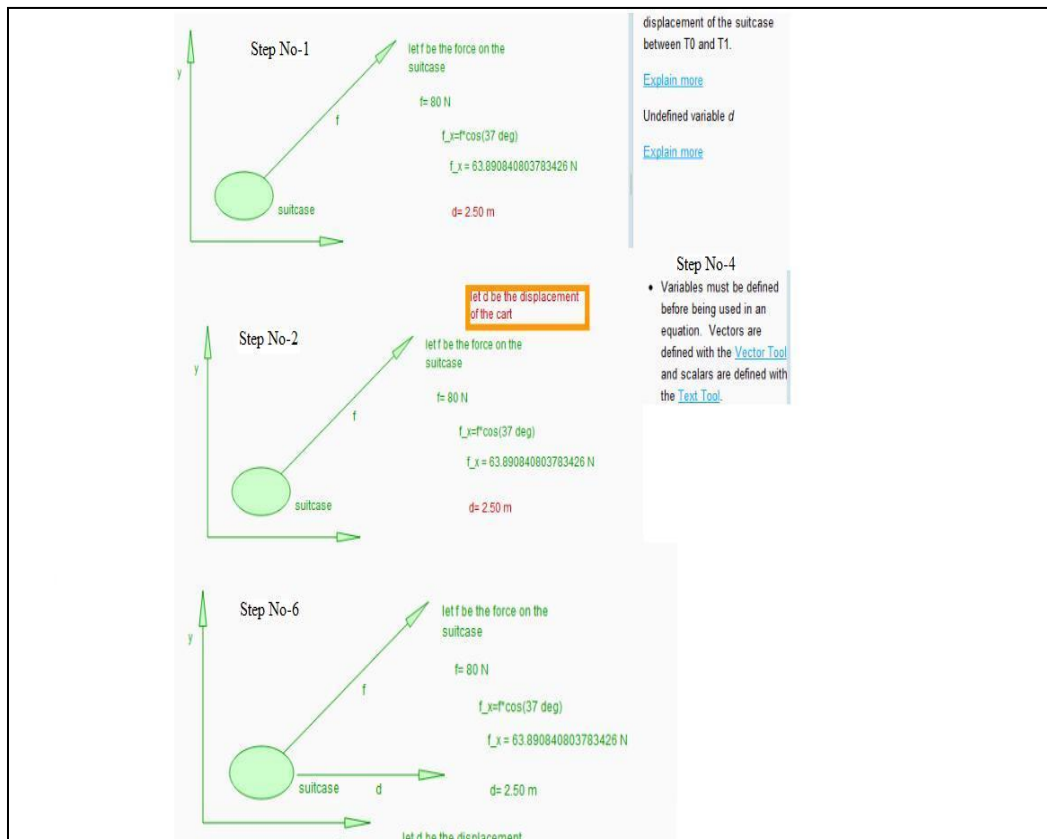 Step No-1
y
f
suitcase
let f be the force on the
suitcase
f= 80 N
f_x=f*cos(37 deg)
f_x = 63.890840803783426 N
d= 2.50 m
displacement of the suitcase
between T0 and T1.
Explain more
Undefined variable d
Explain more
Step No-2
y
f
suitcase
let d be the displacement
of the cart
let f be the force on the
suitcase
f= 80 N
f_x=f*cos(37 deg)
f_x = 63.890840803783426 N
d= 2.50 m
Step No-4
• Variables must be defined
before being used in an
equation. Vectors are
defined with the Vector Tool
and scalars are defined with
the Text Tool.
Step No-6
y
f
suitcase
d
let f be the force on the
suitcase
f= 80 N
f_x=f*cos(37 deg)
f_x = 63.890840803783426 N
d= 2.50 m
let d be the displacement